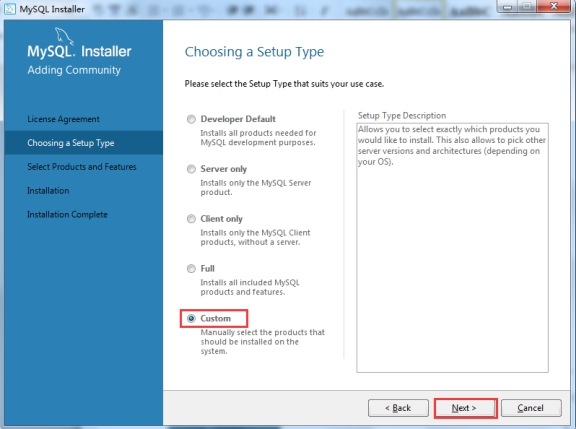 MySQL Installer
MySQL. Installer
Adding Community
License Agreement
Choosing a Setup Type
Select Products and Features
Installation
Installation Complete
Choosing a Setup Type
Please select the Setup Type that suits your use case.
Developer Default
Installs all products needed for
MySQL development purposes.
Server only
Installs only the MySQL Server
product.
Client only
Installs only the MySQL Client
products, without a server.
Full
Installs all included MySQL
products and features.
Custom
Manually select the products that
should be installed on the
system.
Setup Type Description
Allows you to select exactly which products you
would like to install. This also allows to pick other
server versions and architectures (depending on
your OS).
< Back
Next >
Cancel